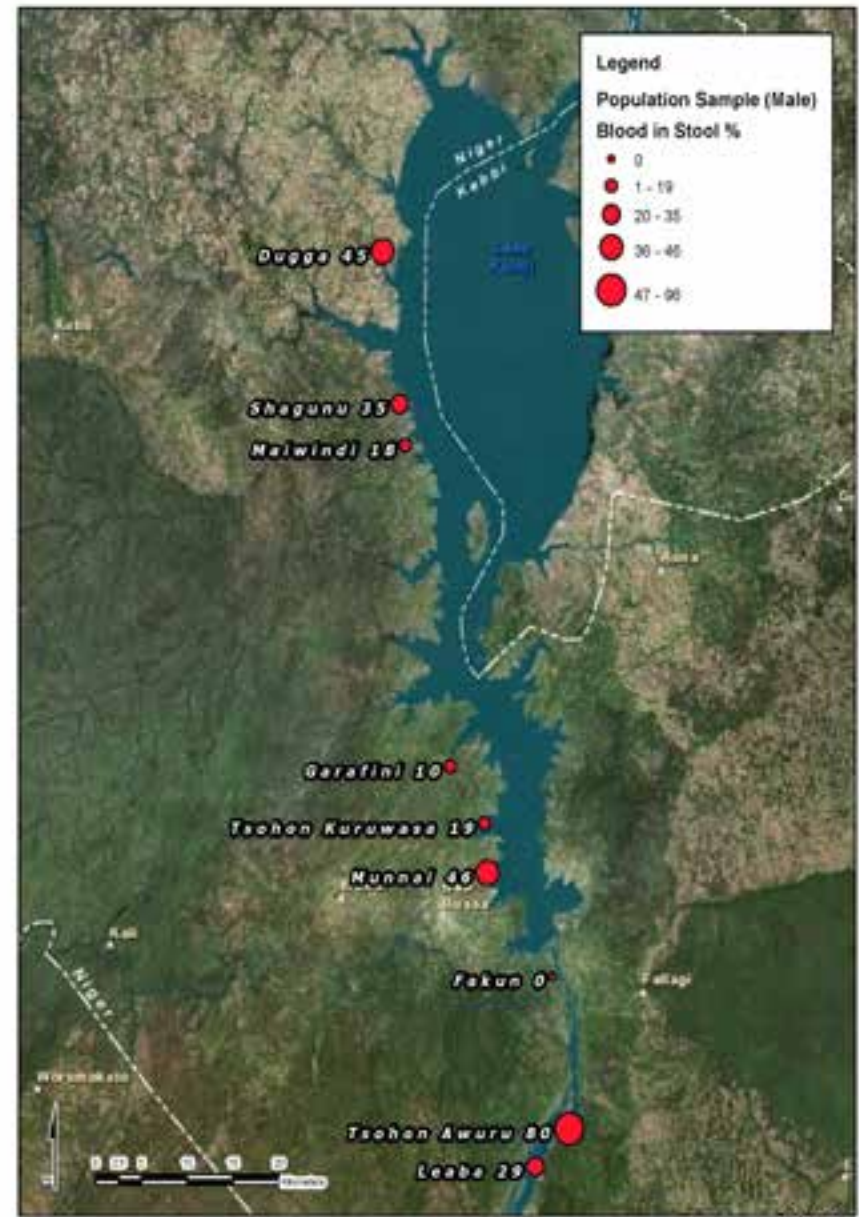 Legend
Population Sample (Male)
Blood in Stool %
0
1 - 19
20 - 35
36 - 46
47 - 96
Niger
Kebbi
Dugga 45
Shagunu 35
Malwindi 18
Garafini 10
Tsohon Kuruwasa 19
Munnai 46
Kali
Niger
Fakun 0
Tsohon Awuru 80
Leaba 29